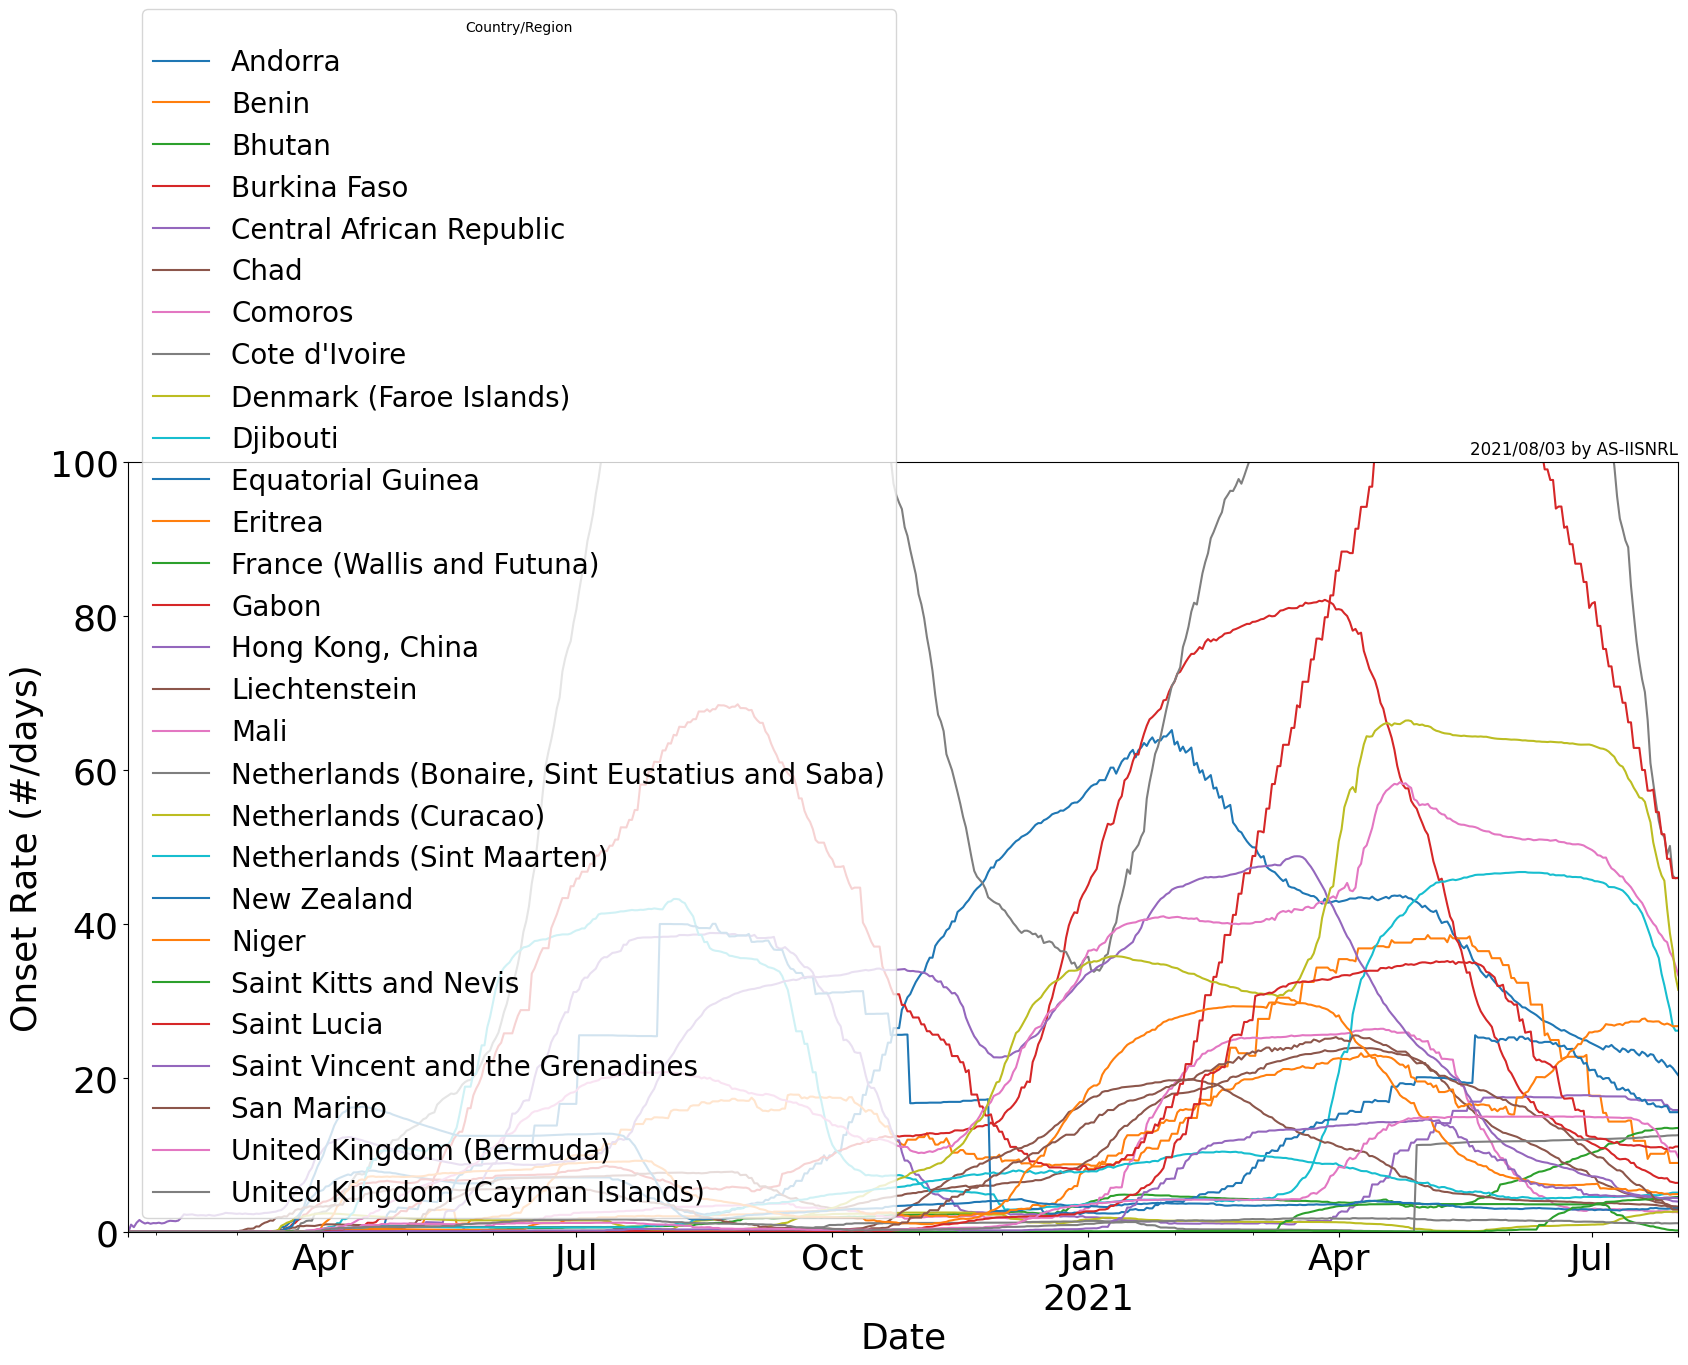 Country/Region
Andorra
Benin
Bhutan
Burkina Faso
Central African Republic
Chad
Comoros
Cote d'Ivoire
Denmark (Faroe Islands)
Djibouti
Equatorial Guinea
Eritrea
France (Wallis and Futuna)
Gabon
Hong Kong, China
Liechtenstein
Mali
Netherlands (Bonaire, Sint Eustatius and Saba)
Netherlands (Curacao)
Netherlands (Sint Maarten)
New Zealand
Niger
Saint Kitts and Nevis
Saint Lucia
Saint Vincent and the Grenadines
San Marino
United Kingdom (Bermuda)
United Kingdom (Cayman Islands)
2021/08/03 by AS-IISNRL
100
80
60
40
20
0
Onset Rate (#/days)
Apr Jul Oct Jan Apr Jul
2021
Date